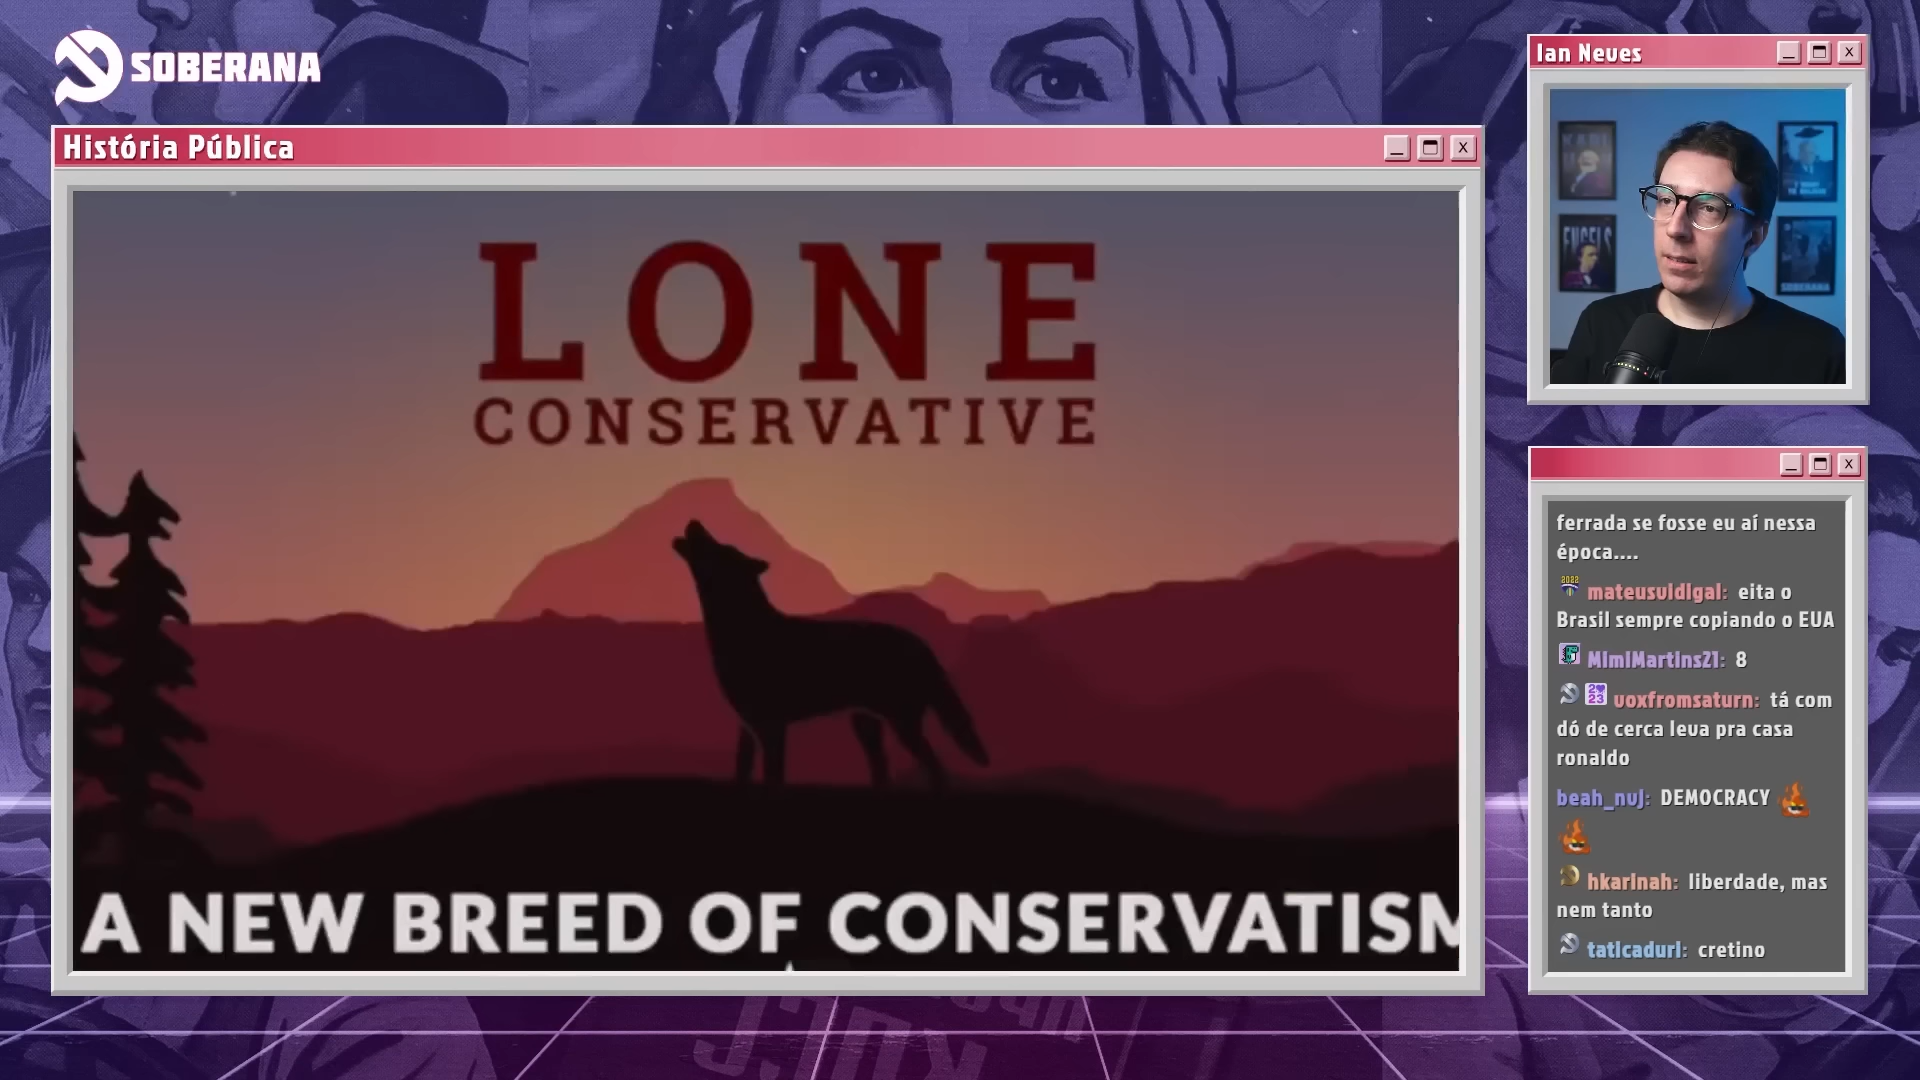 SOBERANA
História Pública
LONE
CONSERVATIVE
A NEW BREED OF CONSERVATISM
Ian Neves
ENGELS
SOBERANA
ferrada se fosse eu aí nessa
época....
mateusvidigal: eita o
Brasil sempre copiando o EUA
MimiMartins21: 8
voxfromsaturn: tá com
dó de cerca leva pra casa
ronaldo
beah_nuj: DEMOCRACY
hkarinah: liberdade, mas
nem tanto
taticaduri: cretino